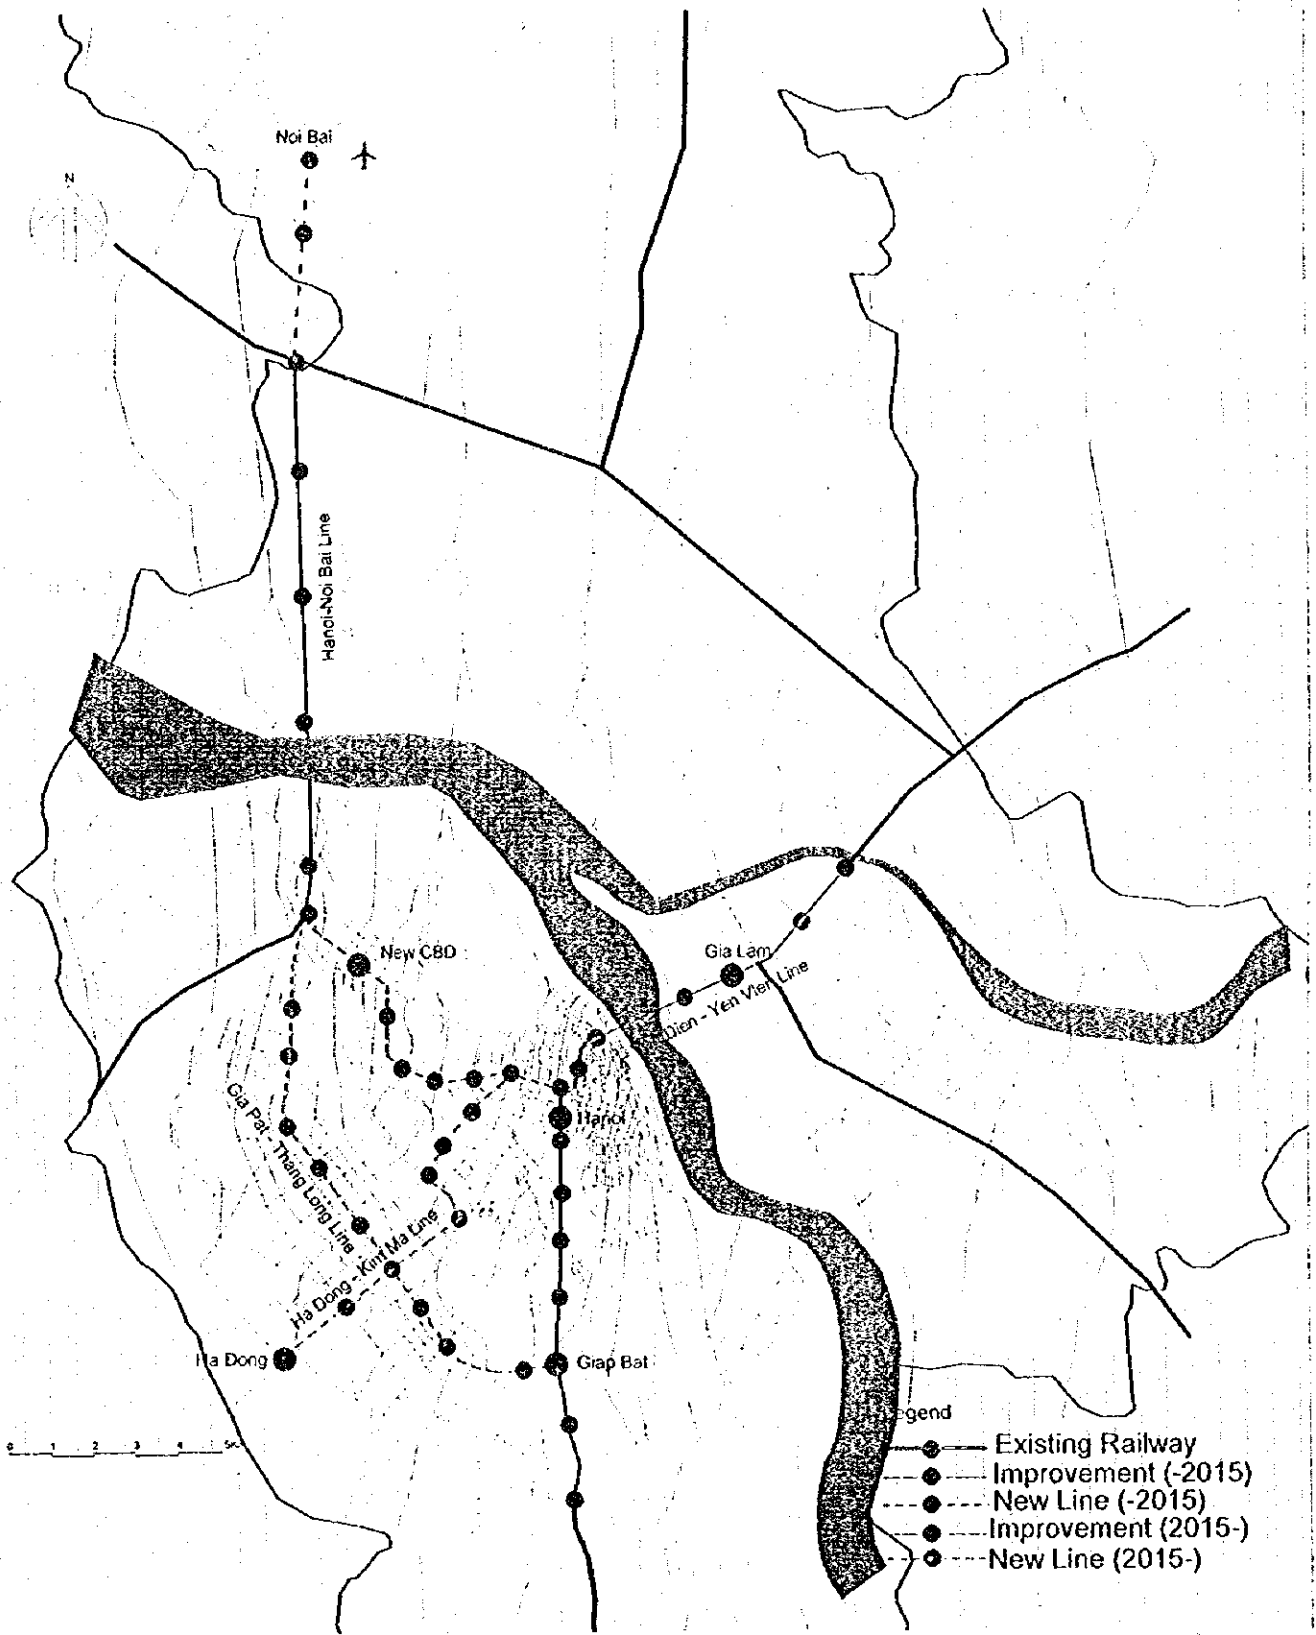 Noi Bai
N
Hanoi-Noi Bai Line
New CBD
Gia Lam
Dien - Yen Vien Line
Hanoi
Gia Pat - Thang Long Line
Ha Dong - Kim Ma Line
Ha Dong
Giap Bat
0 1 2 3 4 5K
egend
Existing Railway
Improvement (-2015)
New Line (-2015)
Improvement (2015-)
New Line (2015-)